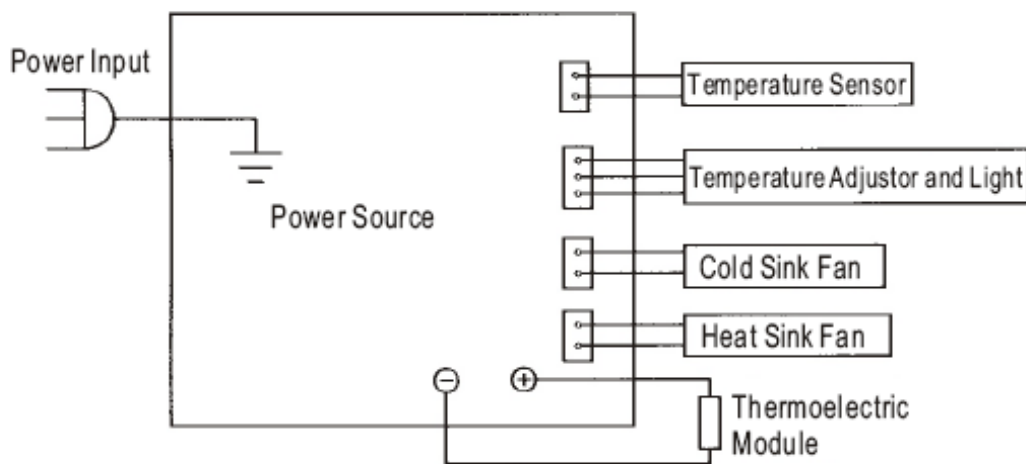 Power Input
Temperature Sensor
Temperature Adjustor and Light
Power Source
Cold Sink Fan
Heat Sink Fan
− +
Thermoelectric
Module